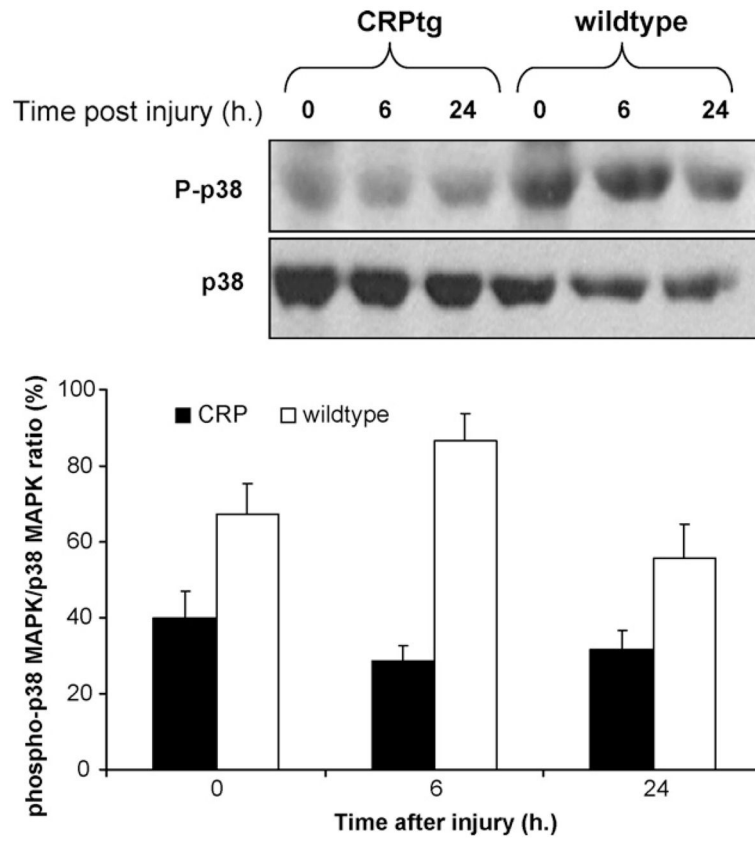 CRPtg wildtype
Time post injury (h.) 0 6 24 0 6 24
P-p38
p38
phospho-p38 MAPK/p38 MAPK ratio (%)
100
80
60
40
20
0
CRP wildtype
0 6 24
Time after injury (h.)